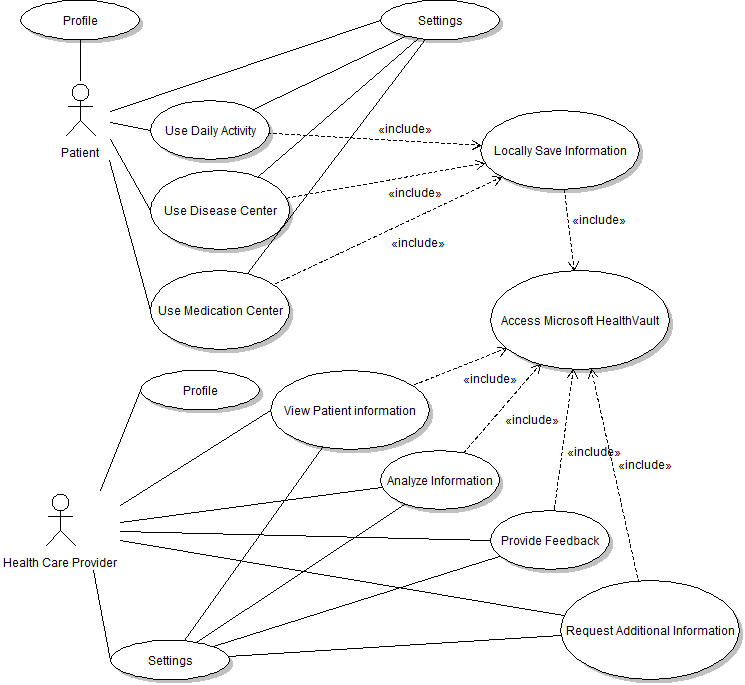 Profile
Settings
Use Daily Activity
«include»
Patient
Locally Save Information
«include»
Use Disease Center
«include»
«include»
Use Medication Center
Access Microsoft HealthVault
«include»
Profile
View Patient information
«include»
«include»
«include»
Analyze Information
Provide Feedback
Health Care Provider
Request Additional Information
Settings